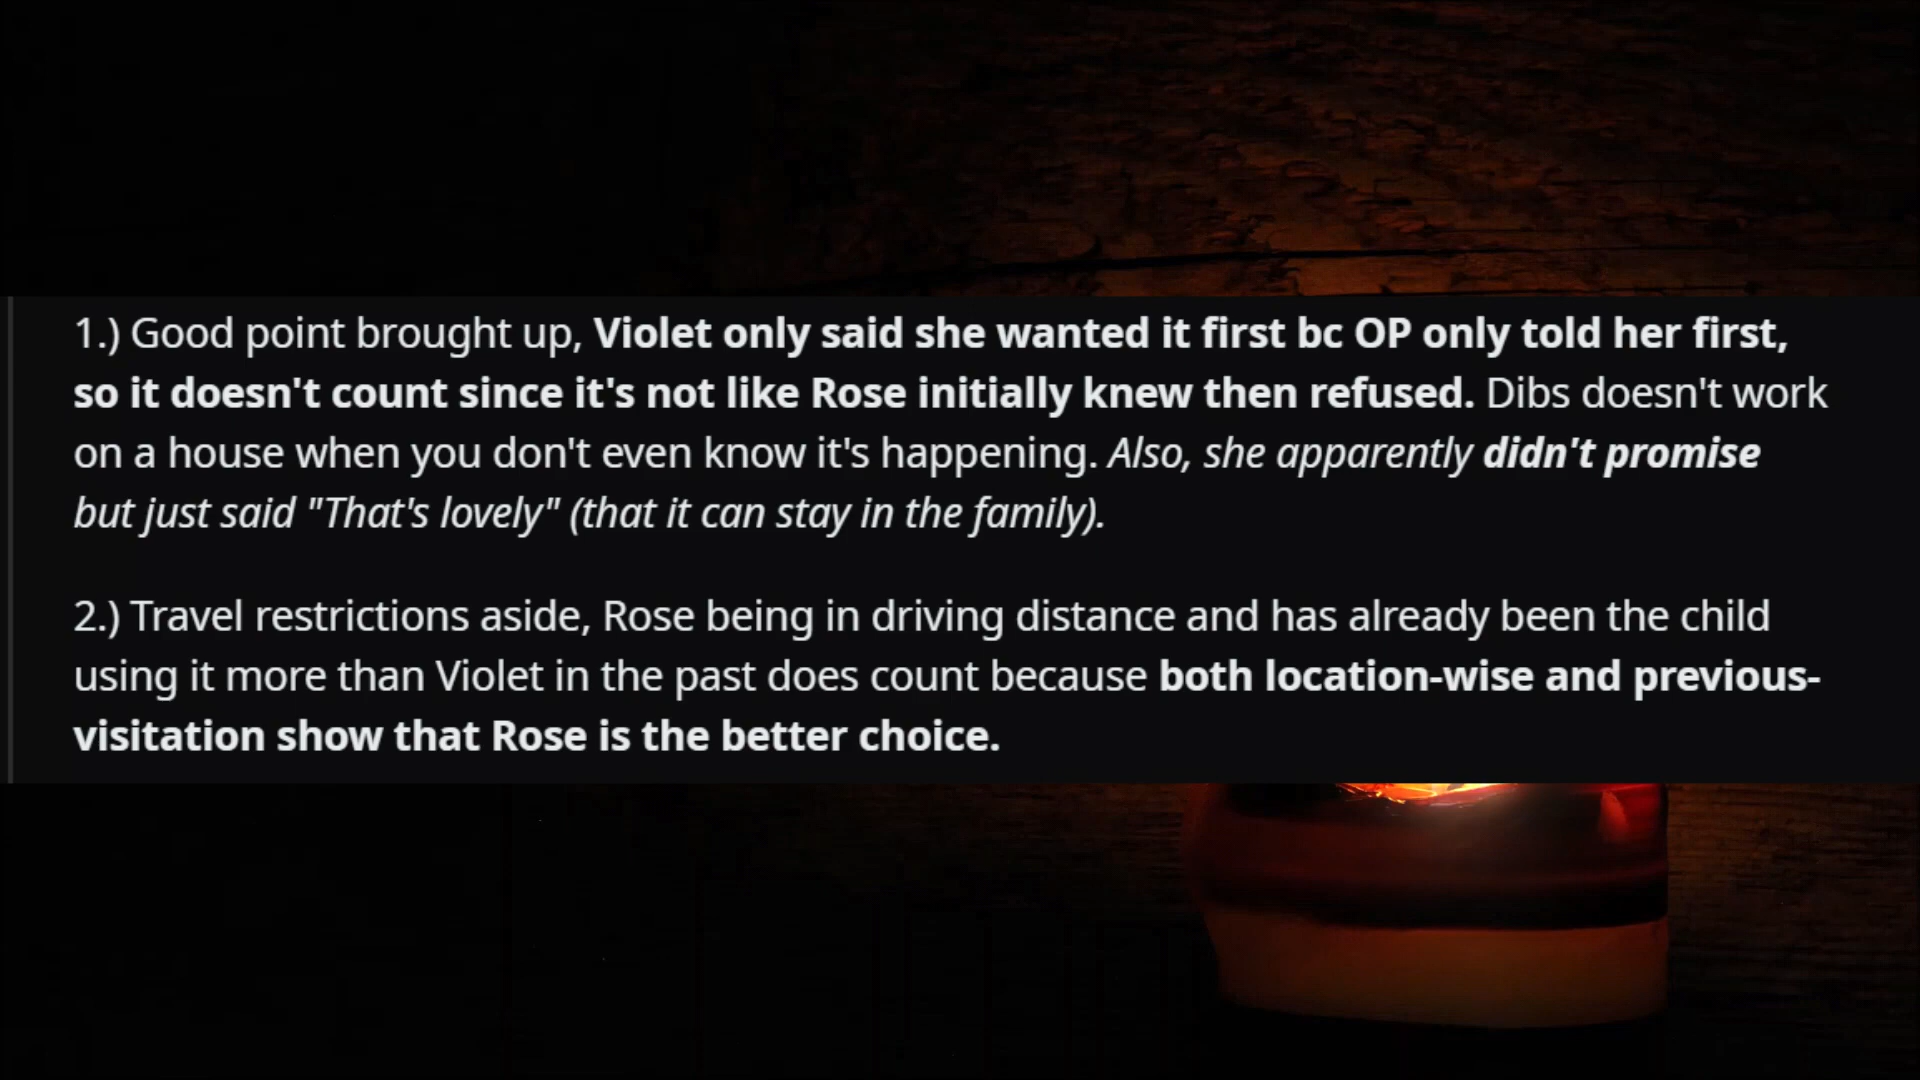 1.) Good point brought up, Violet only said she wanted it first bc OP only told her first,
so it doesn't count since it's not like Rose initially knew then refused. Dibs doesn't work
on a house when you don't even know it's happening. Also, she apparently didn't promise
but just said "That's lovely" (that it can stay in the family).
2.) Travel restrictions aside, Rose being in driving distance and has already been the child
using it more than Violet in the past does count because both location-wise and previous-
visitation show that Rose is the better choice.